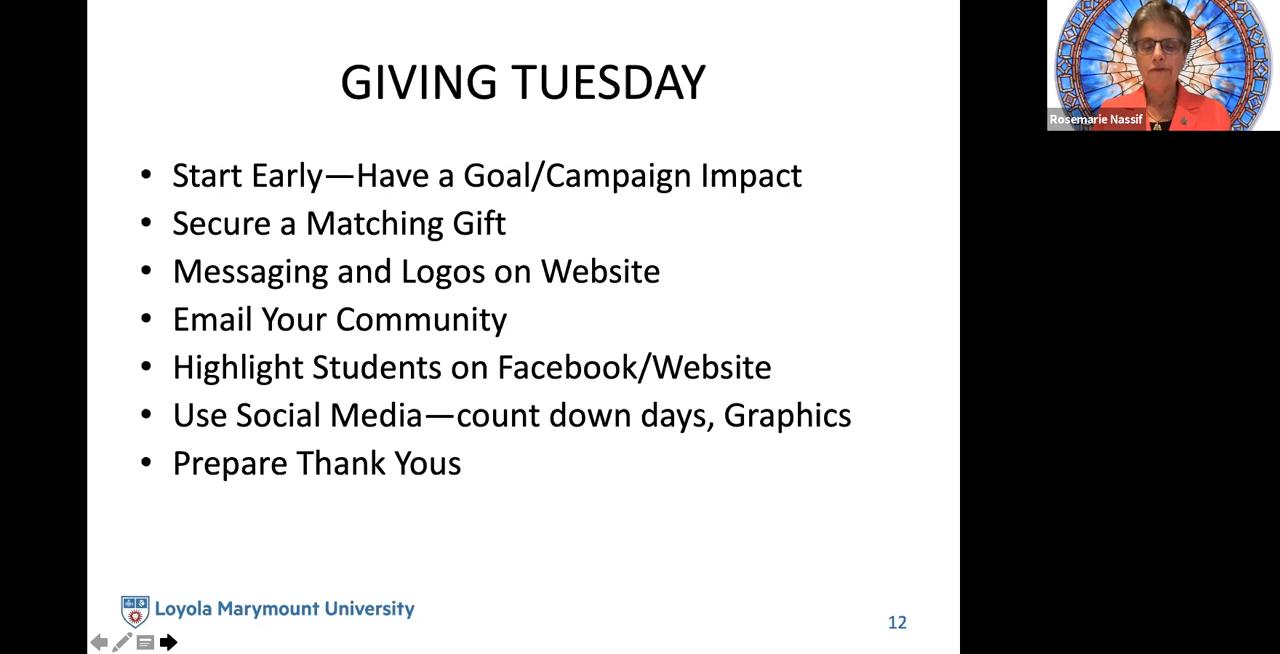 GIVING TUESDAY
• Start Early—Have a Goal/Campaign Impact
• Secure a Matching Gift
• Messaging and Logos on Website
• Email Your Community
• Highlight Students on Facebook/Website
• Use Social Media—count down days, Graphics
• Prepare Thank Yous
Loyola Marymount University
12
Rosemarie Nassif